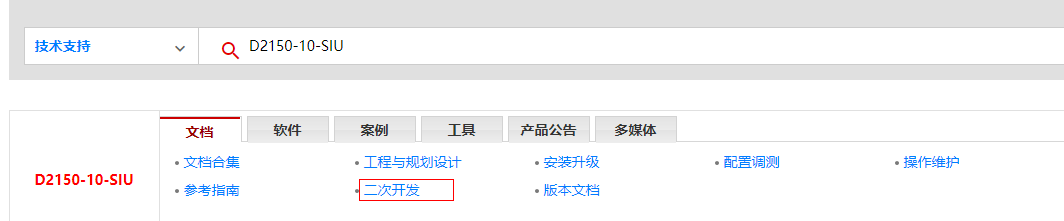 技术支持 D2150-10-SIU
文档 软件 案例 工具 产品公告 多媒体
文档合集 工程与规划设计 安装升级 配置调测 操作维护
D2150-10-SIU
参考指南 二次开发 版本文档